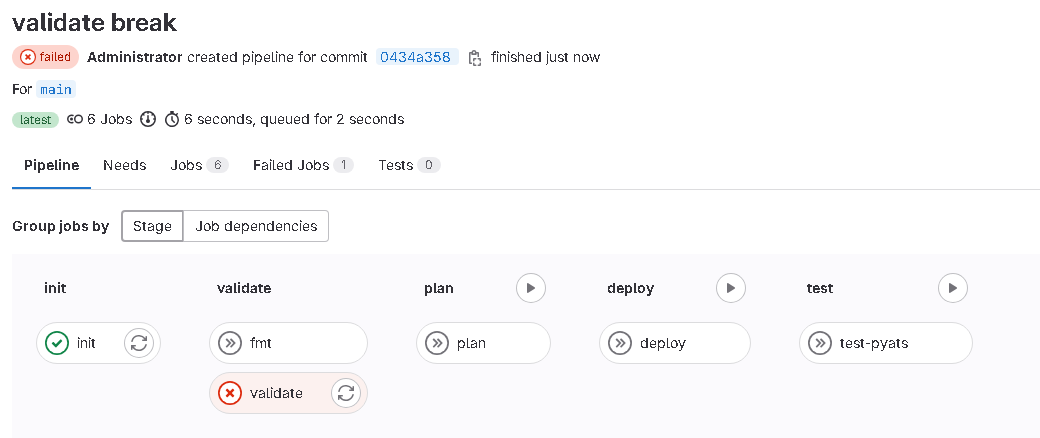 validate break
failed Administrator created pipeline for commit 0434a358 finished just now
For main
latest 6 Jobs 6 seconds, queued for 2 seconds
Pipeline Needs Jobs 6 Failed Jobs 1 Tests 0
Group jobs by Stage Job dependencies
init validate plan deploy test
init fmt plan deploy test-pyats
validate